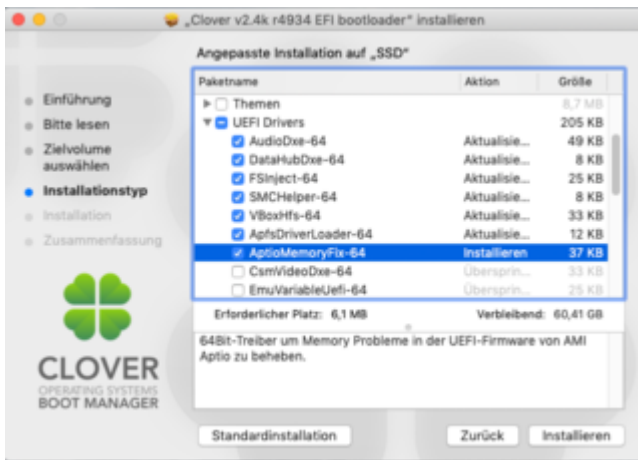 „Clover v2.4k r4934 EFI bootloader“ installieren
Angepasste Installation auf „SSD“
Einführung
Bitte lesen
Zielvolume
auswählen
Installationstyp
Installation
Zusammenfassung
CLOVER
OPERATING SYSTEMS
BOOT MANAGER
Paketname Aktion Größe
Themen 8,7 MB
UEFI Drivers 205 KB
AudioDxe-64 Aktualisie... 49 KB
DataHubDxe-64 Aktualisie... 8 KB
FSInject-64 Aktualisie... 25 KB
SMCHelper-64 Aktualisie... 8 KB
VBoxHfs-64 Aktualisie... 33 KB
ApfsDriverLoader-64 Aktualisie... 12 KB
AptioMemoryFix-64 Installieren 37 KB
CsmVideoDxe-64 Übersprin... 33 KB
EmuVariableUefi-64 Übersprin... 25 KB
Erforderlicher Platz: 6,1 MB Verbleibend: 60,41 GB
64Bit-Treiber um Memory Probleme in der UEFI-Firmware von AMI
Aptio zu beheben.
Standardinstallation Zurück Installieren